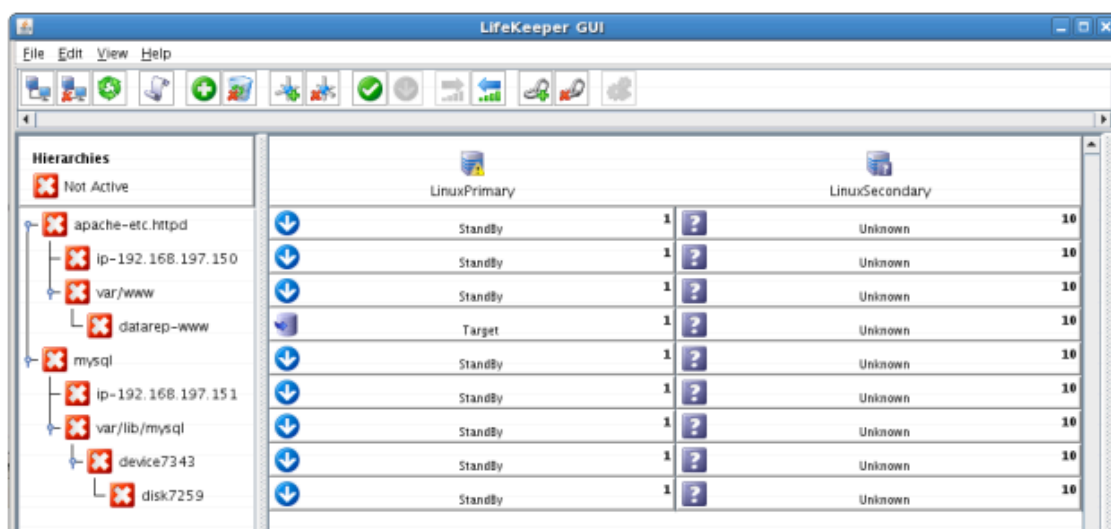 LifeKeeper GUI
File Edit View Help
Hierarchies
Not Active
LinuxPrimary
LinuxSecondary
apache-etc.httpd
StandBy 1
? Unknown 10
ip-192.168.197.150
StandBy 1
? Unknown 10
var/www
StandBy 1
? Unknown 10
datarep-www
Target 1
? Unknown 10
mysql
StandBy 1
? Unknown 10
ip-192.168.197.151
StandBy 1
? Unknown 10
var/lib/mysql
StandBy 1
? Unknown 10
device7343
StandBy 1
? Unknown 10
disk7259
StandBy 1
? Unknown 10